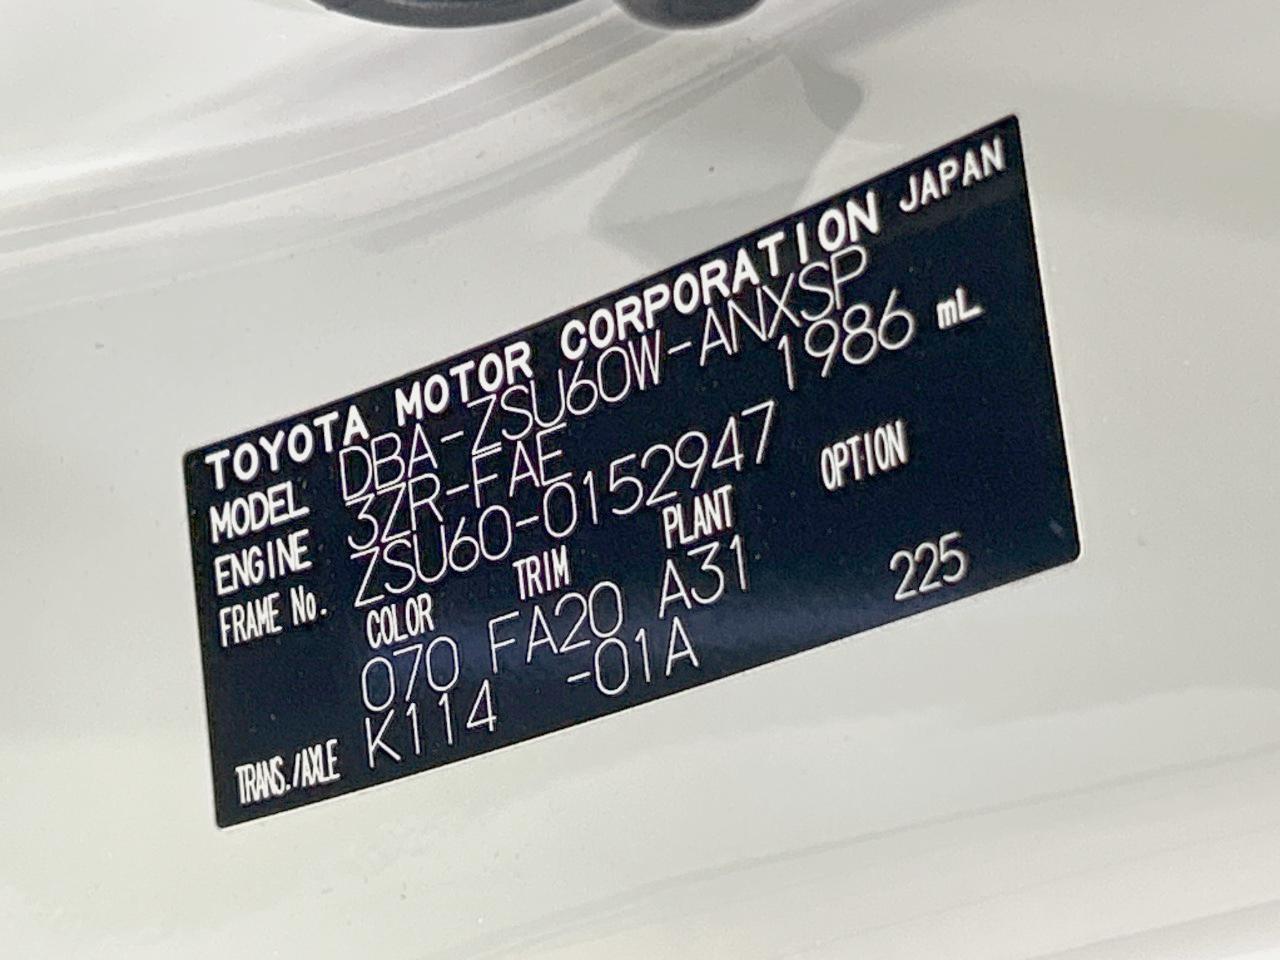 TOYOTA MOTOR CORPORATION JAPAN
MODEL DBA-ZSU60W-ANXSP
ENGINE 3ZR-FAE 1986 mL
FRAME No. ZSU60-0152947
COLOR TRIM PLANT OPTION
070 FA20 A31 225
TRANS./AXLE K114 -01A